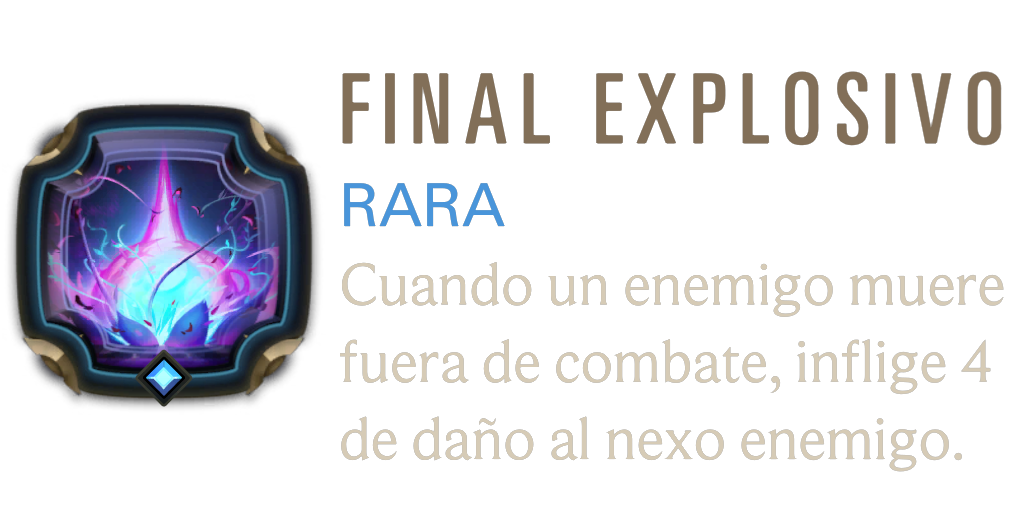 FINAL EXPLOSIVO
RARA
Cuando un enemigo muere
fuera de combate, inflige 4
de daño al nexo enemigo.